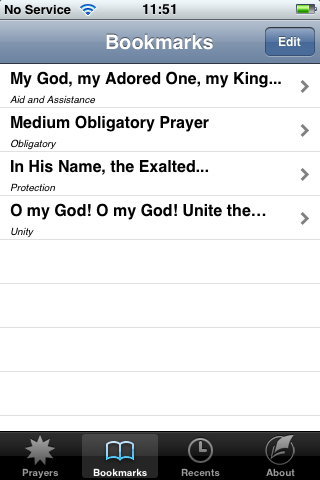 No Service 11:51
Bookmarks Edit
My God, my Adored One, my King...
Aid and Assistance
Medium Obligatory Prayer
Obligatory
In His Name, the Exalted...
Protection
O my God! O my God! Unite the...
Unity
Prayers Bookmarks Recents About